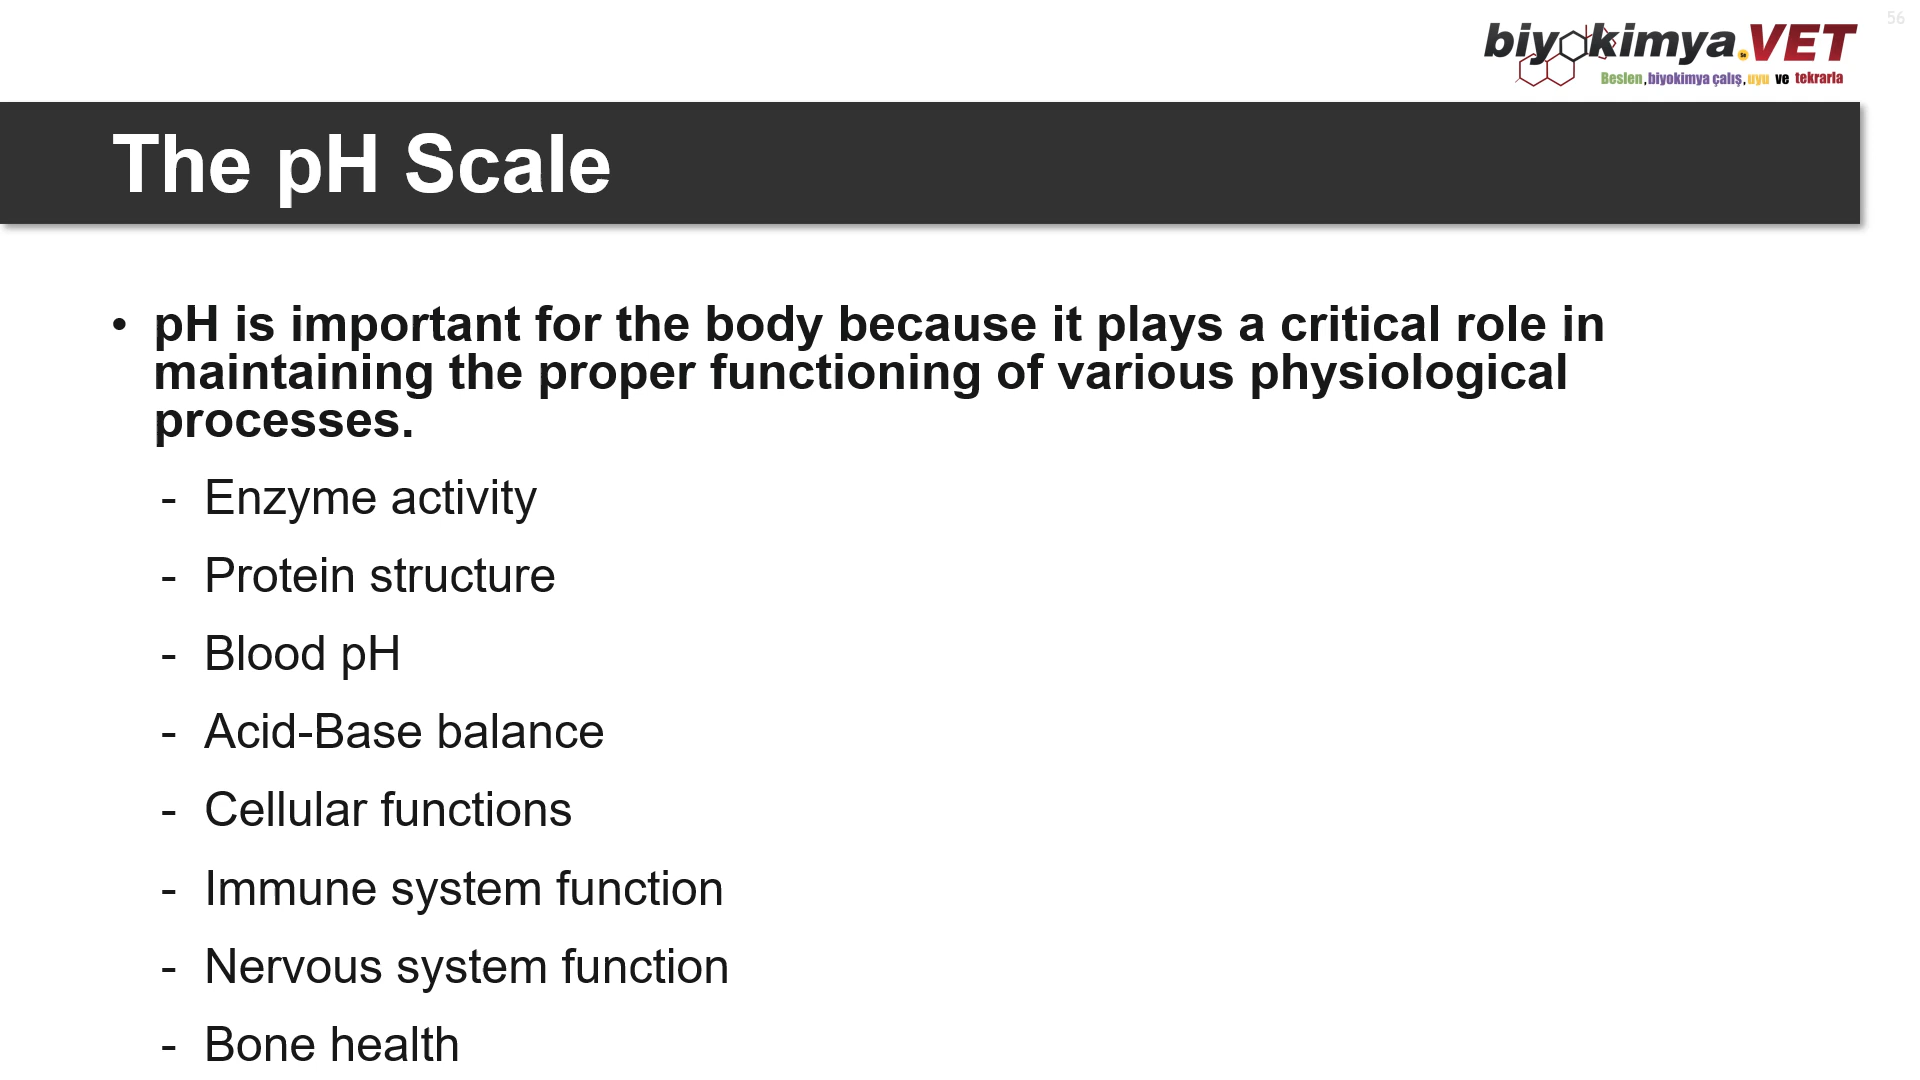 56
biyokimya.VET
Beslen, biyokimya çalış, uyu ve tekrarla
The pH Scale
• pH is important for the body because it plays a critical role in
maintaining the proper functioning of various physiological
processes.
- Enzyme activity
- Protein structure
- Blood pH
- Acid-Base balance
- Cellular functions
- Immune system function
- Nervous system function
- Bone health